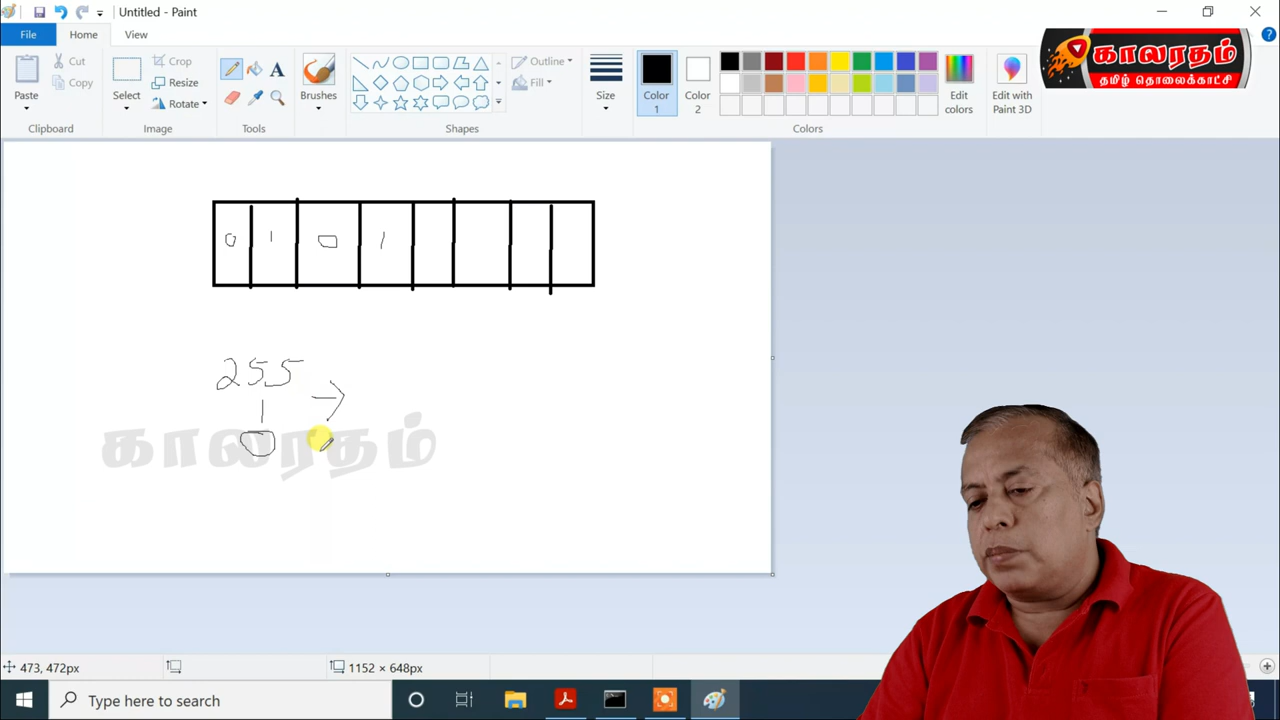 Untitled - Paint
File Home View
Paste
Cut
Copy
Clipboard
Select
Crop
Resize
Rotate
Image
A
Tools
Brushes
Outline
Fill
Shapes
Size
Color
1
Color
2
Edit
colors
Edit with
Paint 3D
Colors
காலரதம்
தமிழ் தொலைக்காட்சி
0 1 0 1
255
காலரதம்
473, 472px
1152 × 648px
Type here to search